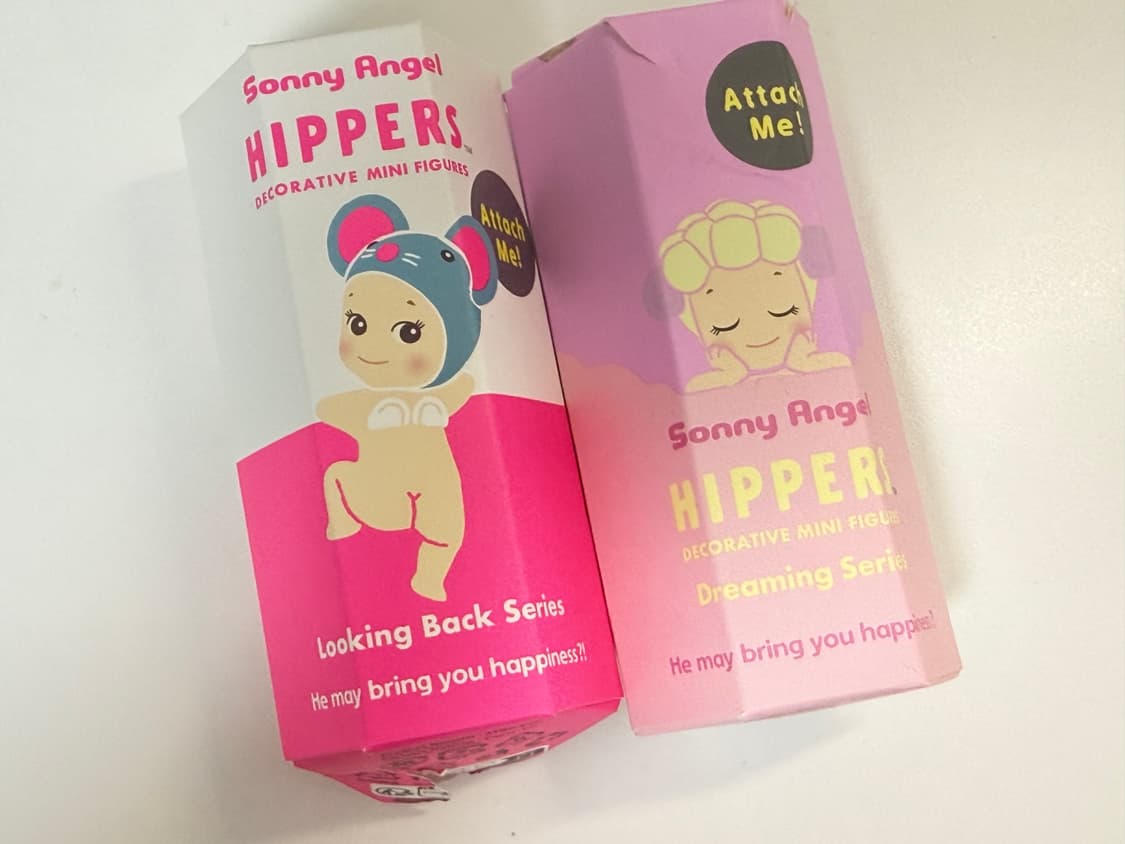 Sonny Angel
HIPPERS
TM
DECORATIVE MINI FIGURES
Attach
Me!
Looking Back Series
He may bring you happiness?!
Attach
Me!
Sonny Angel
HIPPERS
DECORATIVE MINI FIGURES
Dreaming Series
He may bring you happiness?